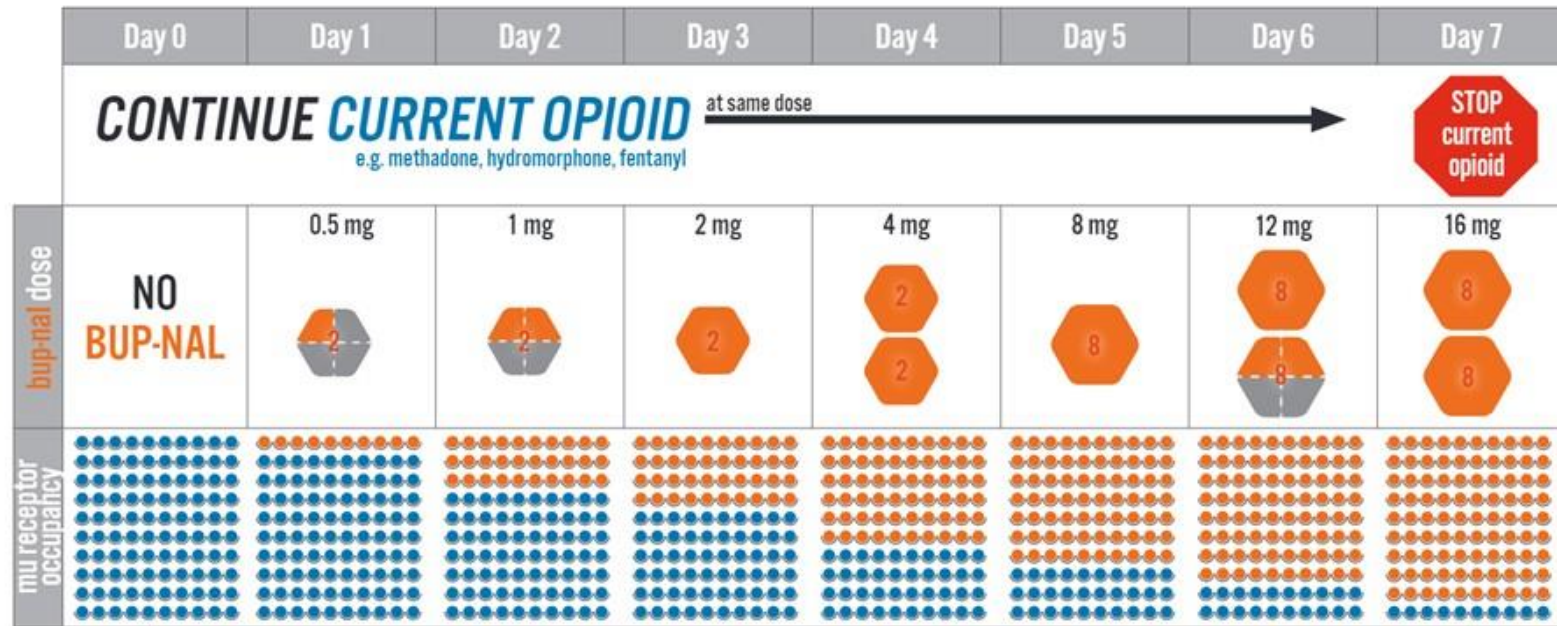 Day 0 Day 1 Day 2 Day 3 Day 4 Day 5 Day 6 Day 7
CONTINUE CURRENT OPIOID at same dose
e.g. methadone, hydromorphone, fentanyl
STOP
current
opioid
bup-nal dose
NO
BUP-NAL
0.5 mg 1 mg 2 mg 4 mg 8 mg 12 mg 16 mg
2 2 2 2 8 8 8
2 8 8
mu receptor
occupancy